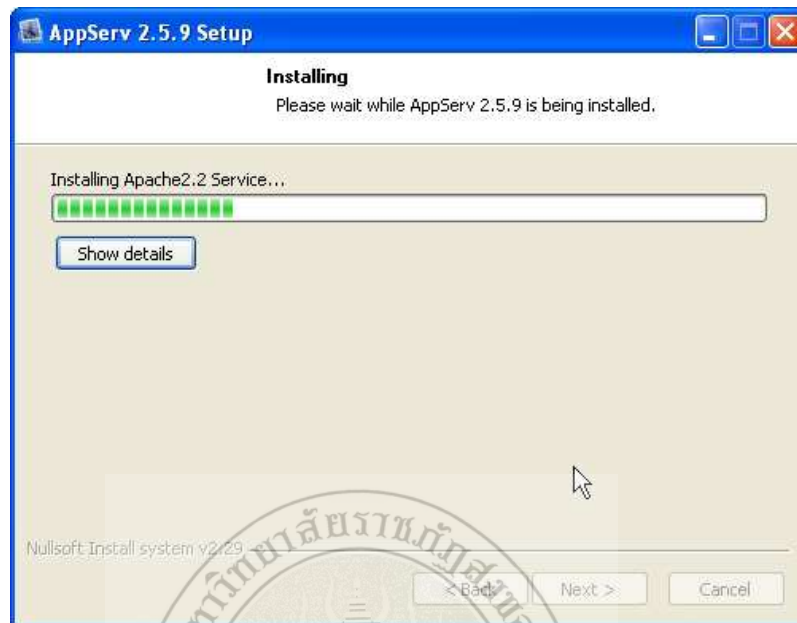 AppServ 2.5.9 Setup
Installing
Please wait while AppServ 2.5.9 is being installed.
Installing Apache2.2 Service...
Show details
Nullsoft Install system v2.29
< Back
Next >
Cancel